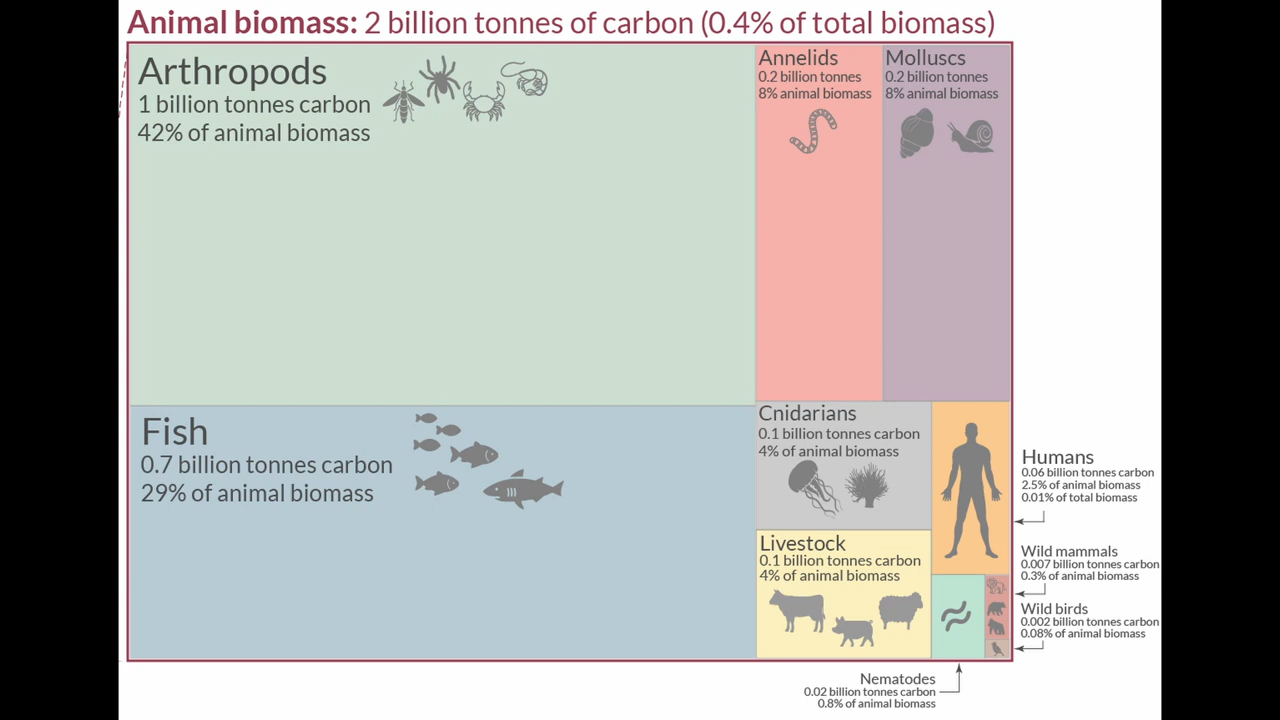 Animal biomass: 2 billion tonnes of carbon (0.4% of total biomass)
Arthropods
1 billion tonnes carbon
42% of animal biomass
Annelids
0.2 billion tonnes
8% animal biomass
Molluscs
0.2 billion tonnes
8% animal biomass
Fish
0.7 billion tonnes carbon
29% of animal biomass
Cnidarians
0.1 billion tonnes carbon
4% of animal biomass
Livestock
0.1 billion tonnes carbon
4% of animal biomass
Humans
0.06 billion tonnes carbon
2.5% of animal biomass
0.01% of total biomass
Wild mammals
0.007 billion tonnes carbon
0.3% of animal biomass
Wild birds
0.002 billion tonnes carbon
0.08% of animal biomass
Nematodes
0.02 billion tonnes carbon
0.8% of animal biomass